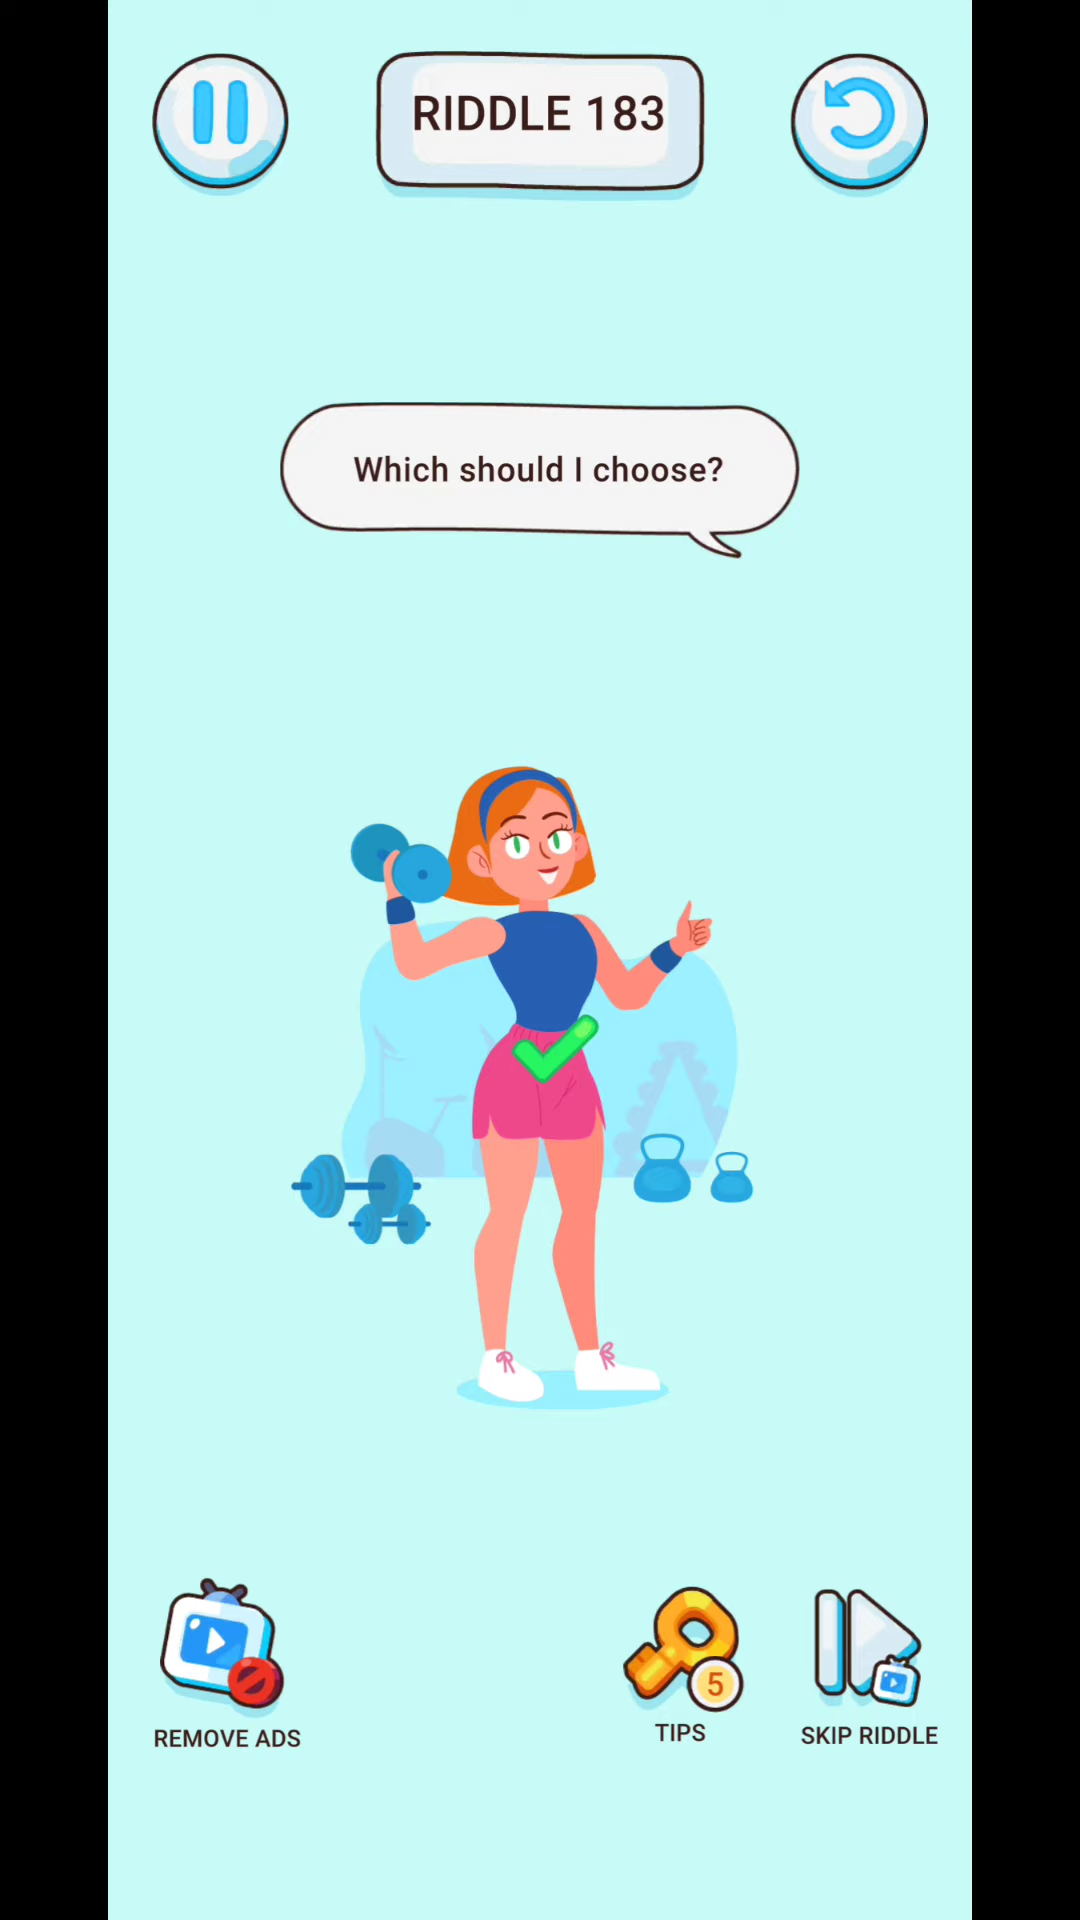 RIDDLE 183
Which should I choose?
5
REMOVE ADS
TIPS
SKIP RIDDLE